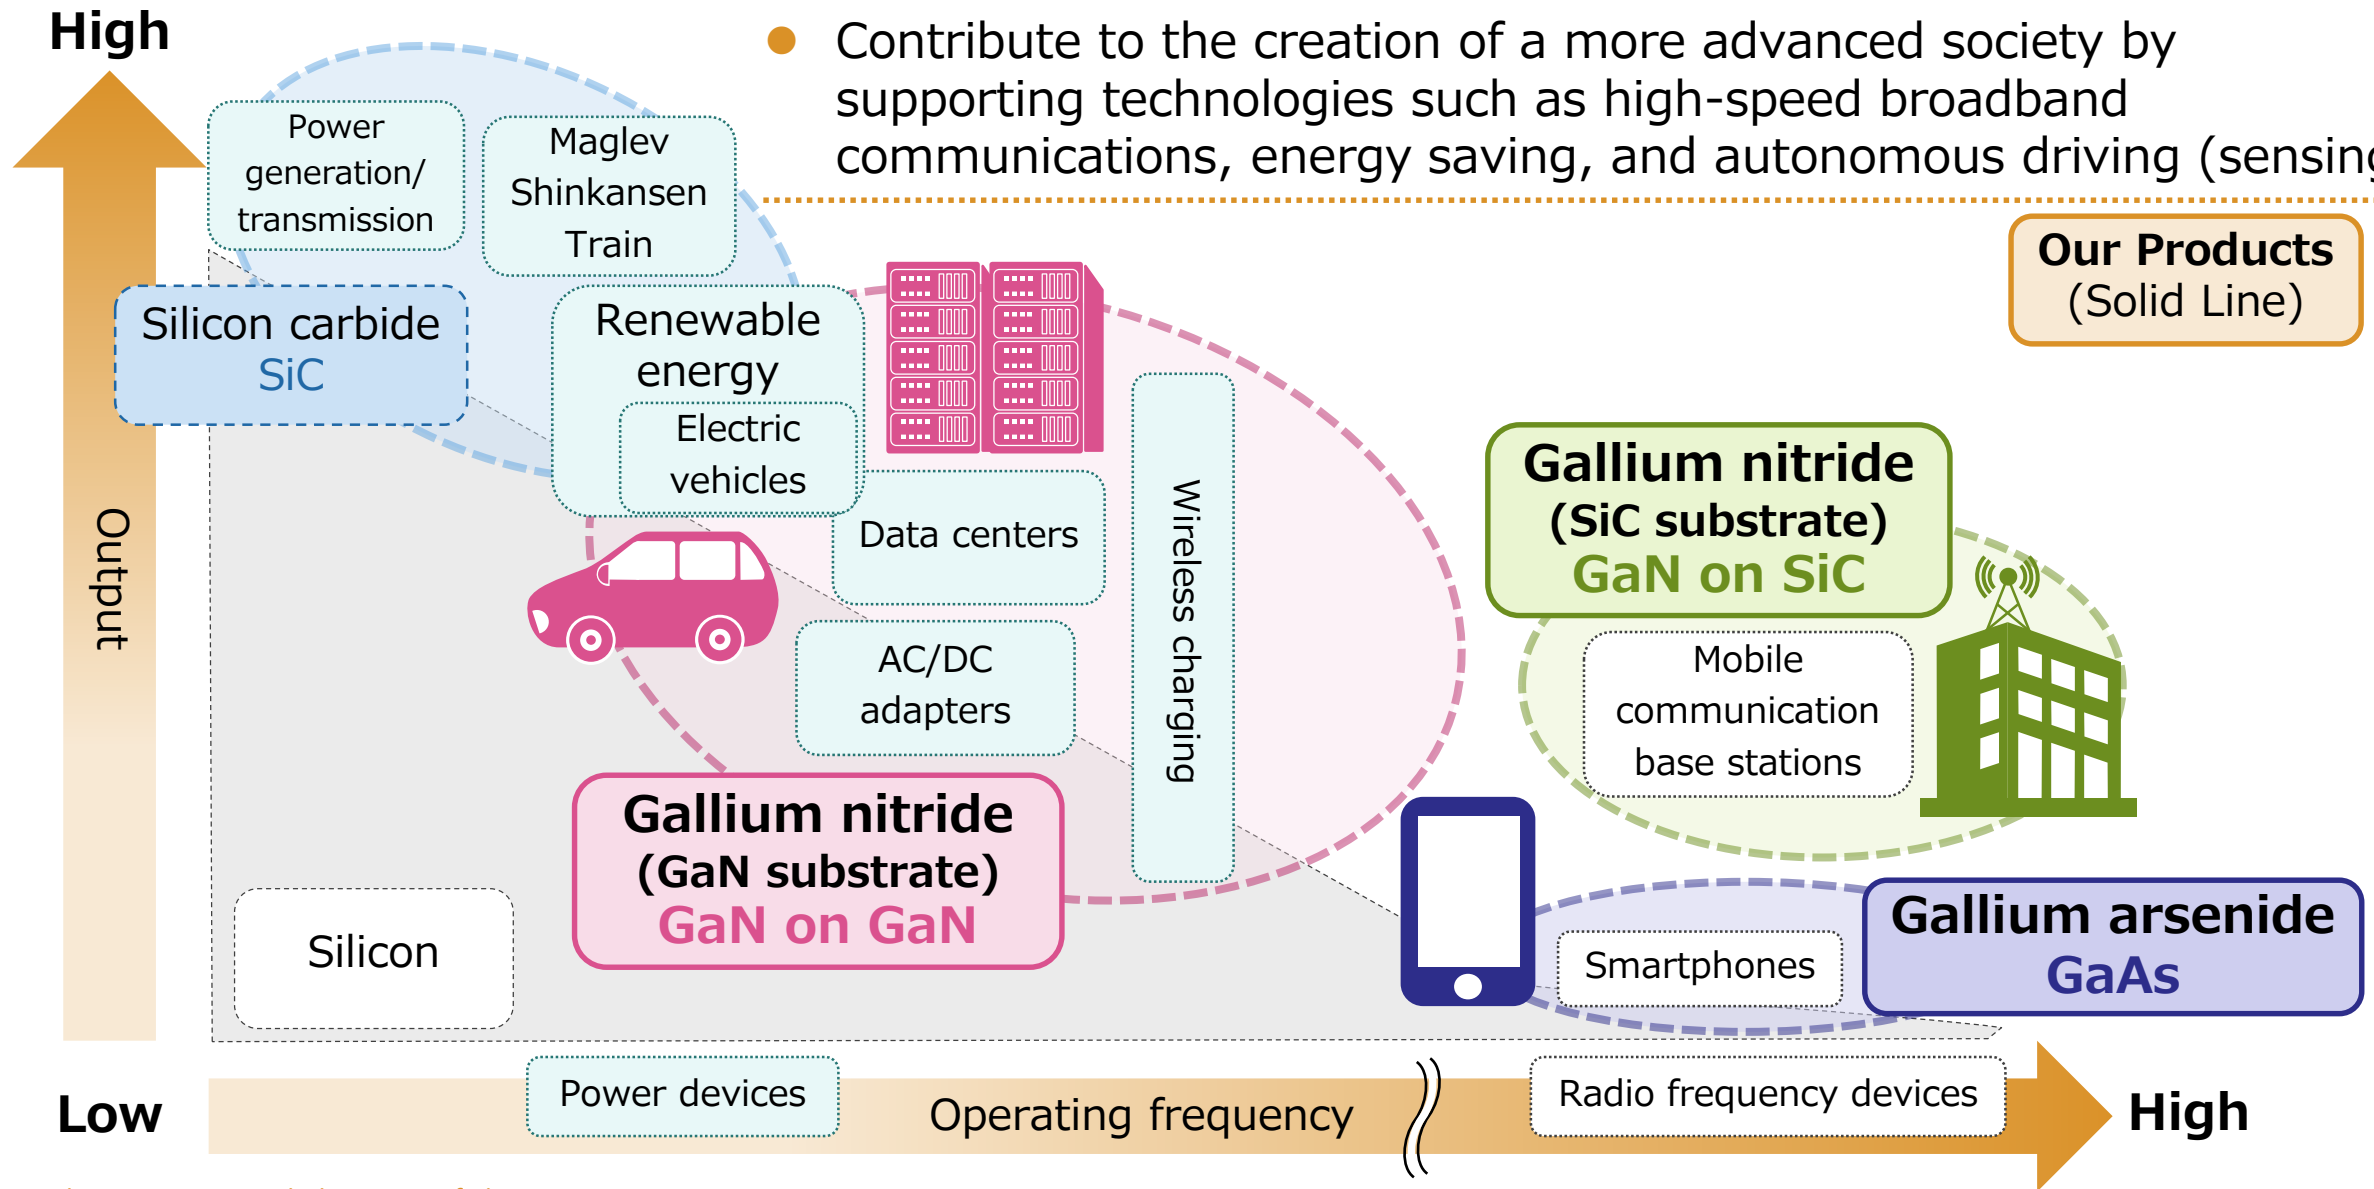 High
● Contribute to the creation of a more advanced society by
supporting technologies such as high-speed broadband
communications, energy saving, and autonomous driving (sensing
Power
generation/
transmission
Maglev
Shinkansen
Train
Our Products
(Solid Line)
Silicon carbide
SiC
Renewable
energy
Electric
vehicles
Data centers
Wireless charging
Gallium nitride
(SiC substrate)
GaN on SiC
Output
AC/DC
adapters
Mobile
communication
base stations
Gallium nitride
(GaN substrate)
GaN on GaN
Silicon
Smartphones
Gallium arsenide
GaAs
Low
Power devices
Operating frequency
Radio frequency devices
High